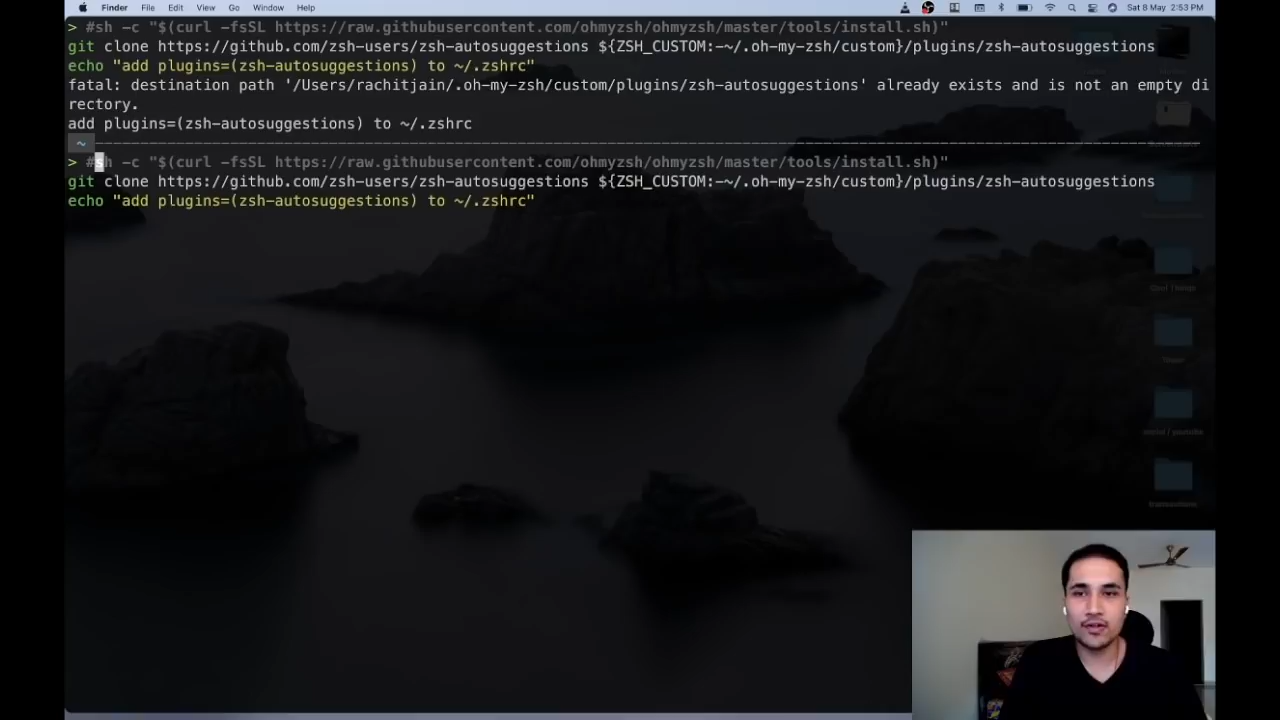 Finder File Edit View Go Window Help Sat 8 May 2:53 PM
> #sh -c "$(curl -fsSL https://raw.githubusercontent.com/ohmyzsh/ohmyzsh/master/tools/install.sh)"
git clone https://github.com/zsh-users/zsh-autosuggestions ${ZSH_CUSTOM:-~/.oh-my-zsh/custom}/plugins/zsh-autosuggestions
echo "add plugins=(zsh-autosuggestions) to ~/.zshrc"
fatal: destination path '/Users/rachitjain/.oh-my-zsh/custom/plugins/zsh-autosuggestions' already exists and is not an empty di
rectory.
add plugins=(zsh-autosuggestions) to ~/.zshrc
~
> #sh -c "$(curl -fsSL https://raw.githubusercontent.com/ohmyzsh/ohmyzsh/master/tools/install.sh)"
git clone https://github.com/zsh-users/zsh-autosuggestions ${ZSH_CUSTOM:-~/.oh-my-zsh/custom}/plugins/zsh-autosuggestions
echo "add plugins=(zsh-autosuggestions) to ~/.zshrc"